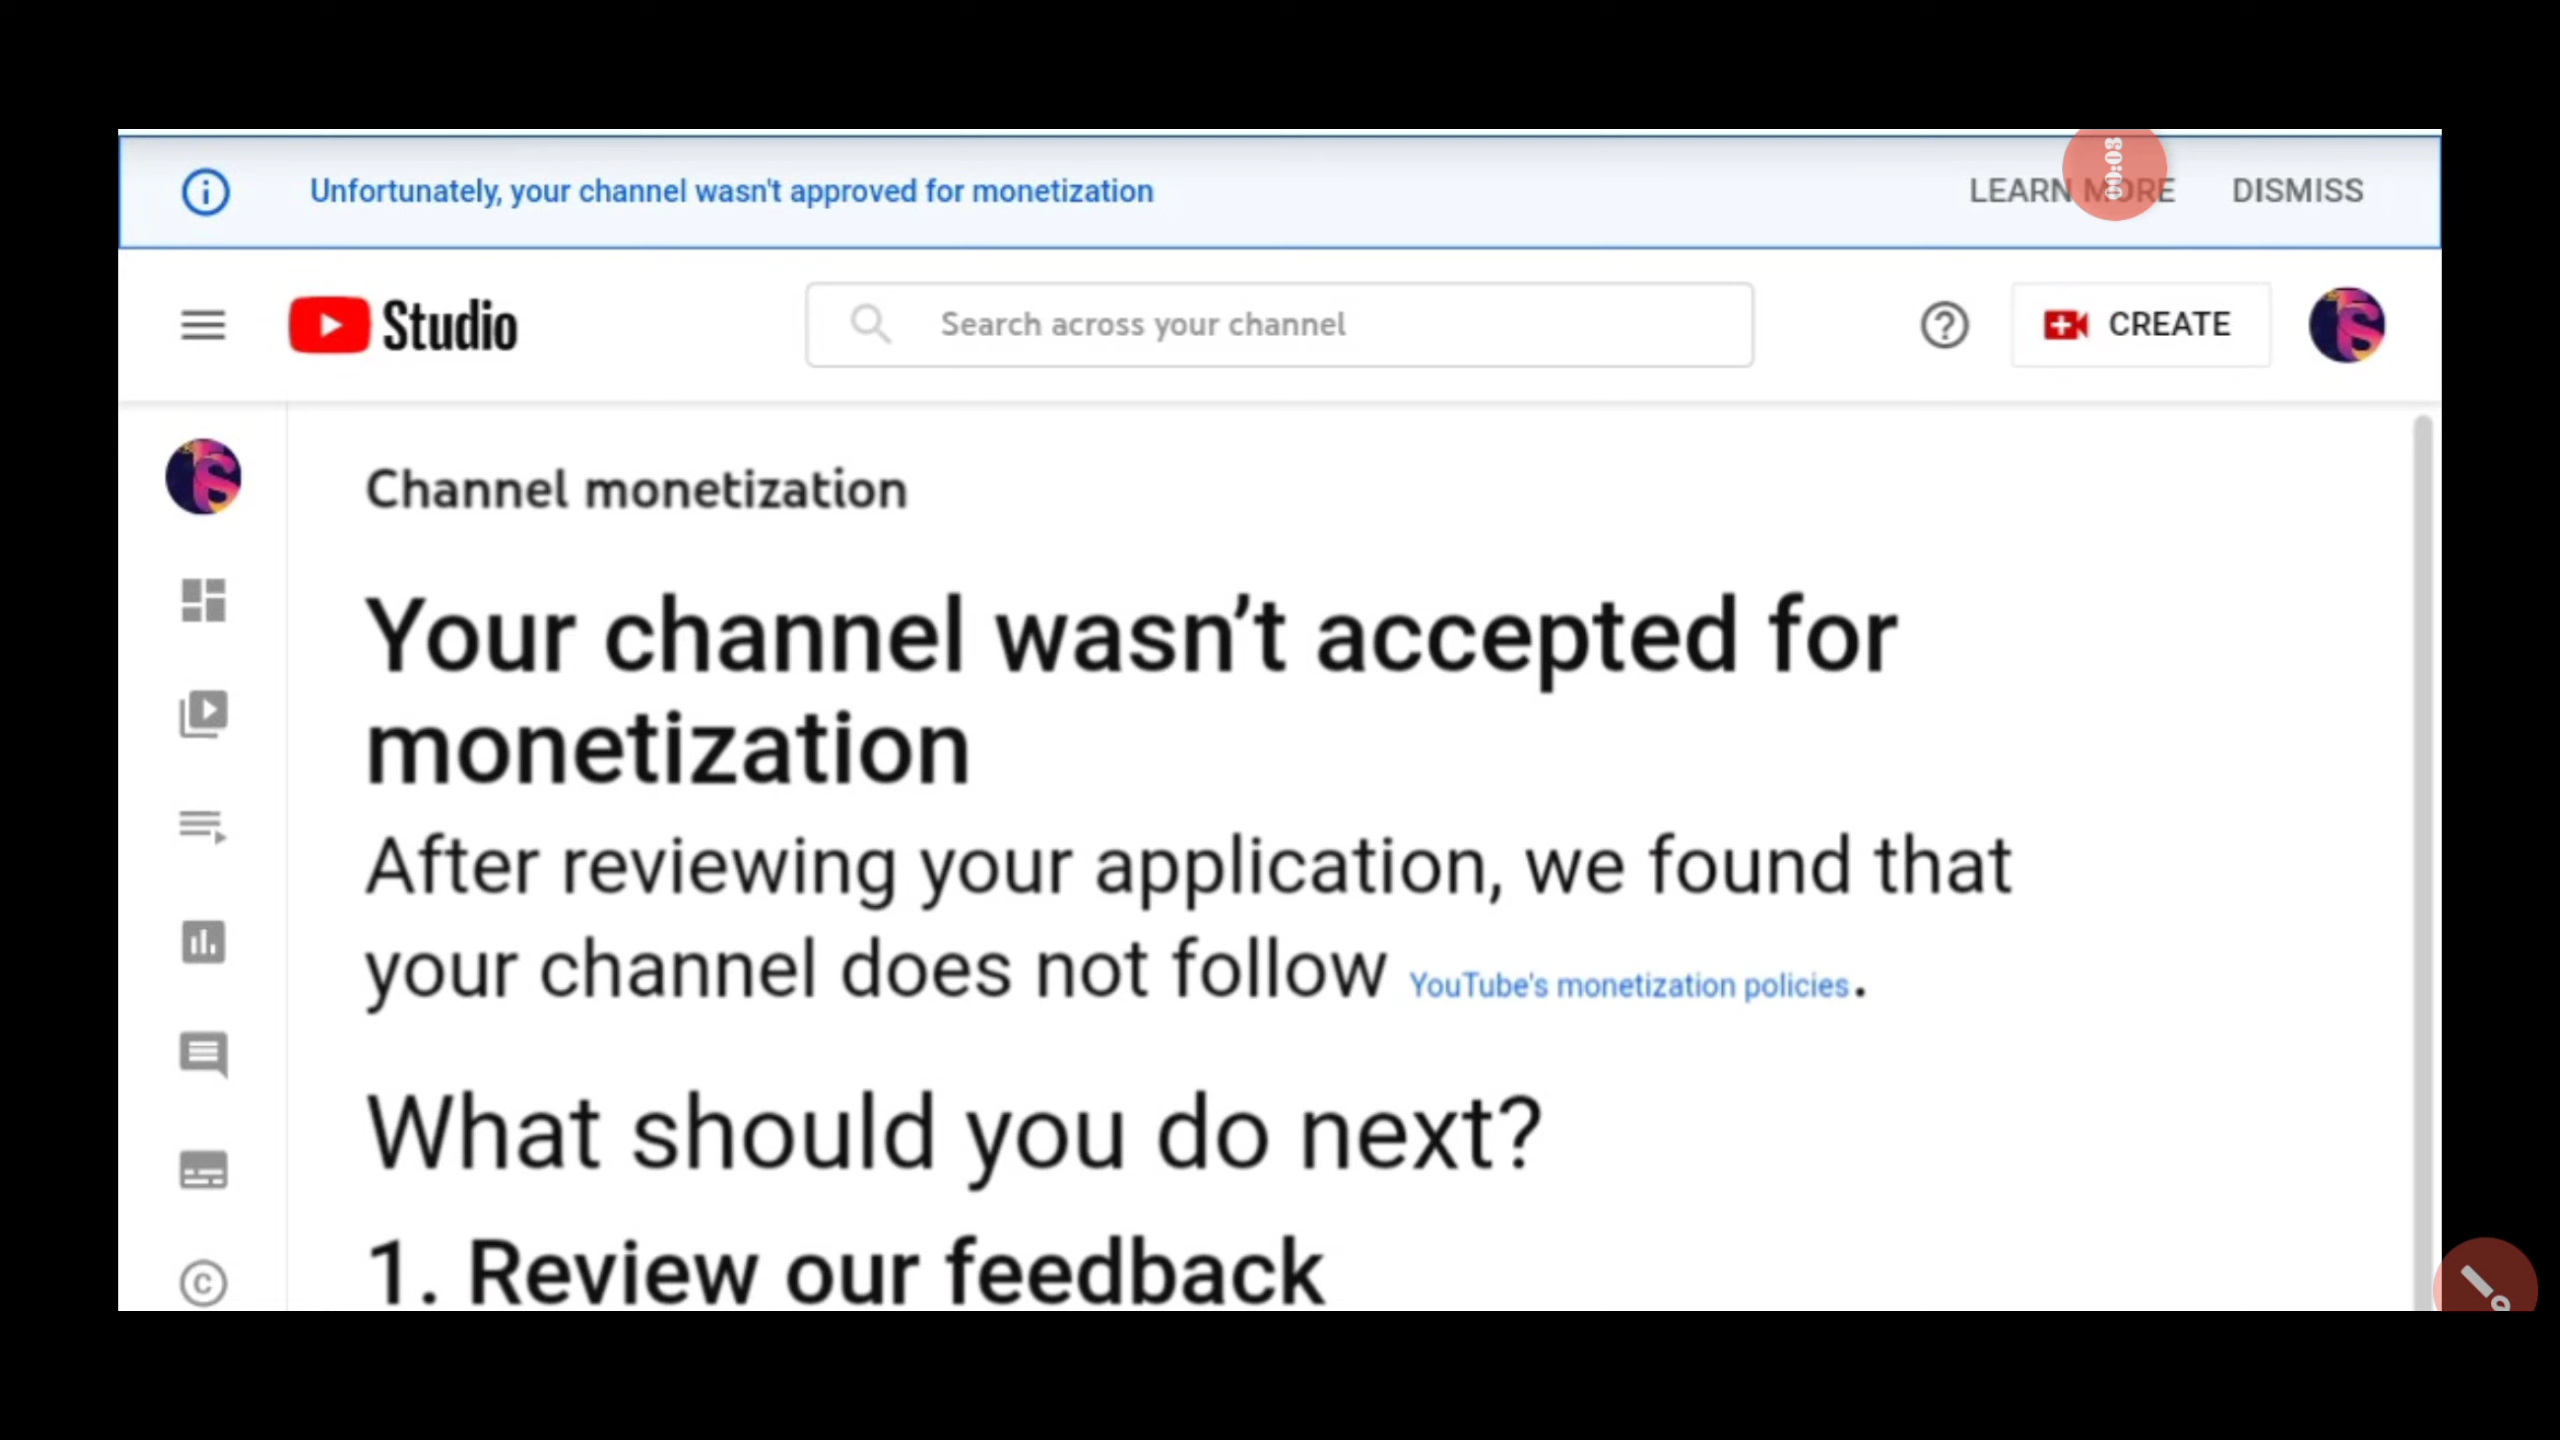 00:03
Unfortunately, your channel wasn't approved for monetization
LEARN MORE
DISMISS
Studio
Search across your channel
CREATE
Channel monetization
Your channel wasn’t accepted for
monetization
After reviewing your application, we found that
your channel does not follow YouTube's monetization policies.
What should you do next?
1. Review our feedback